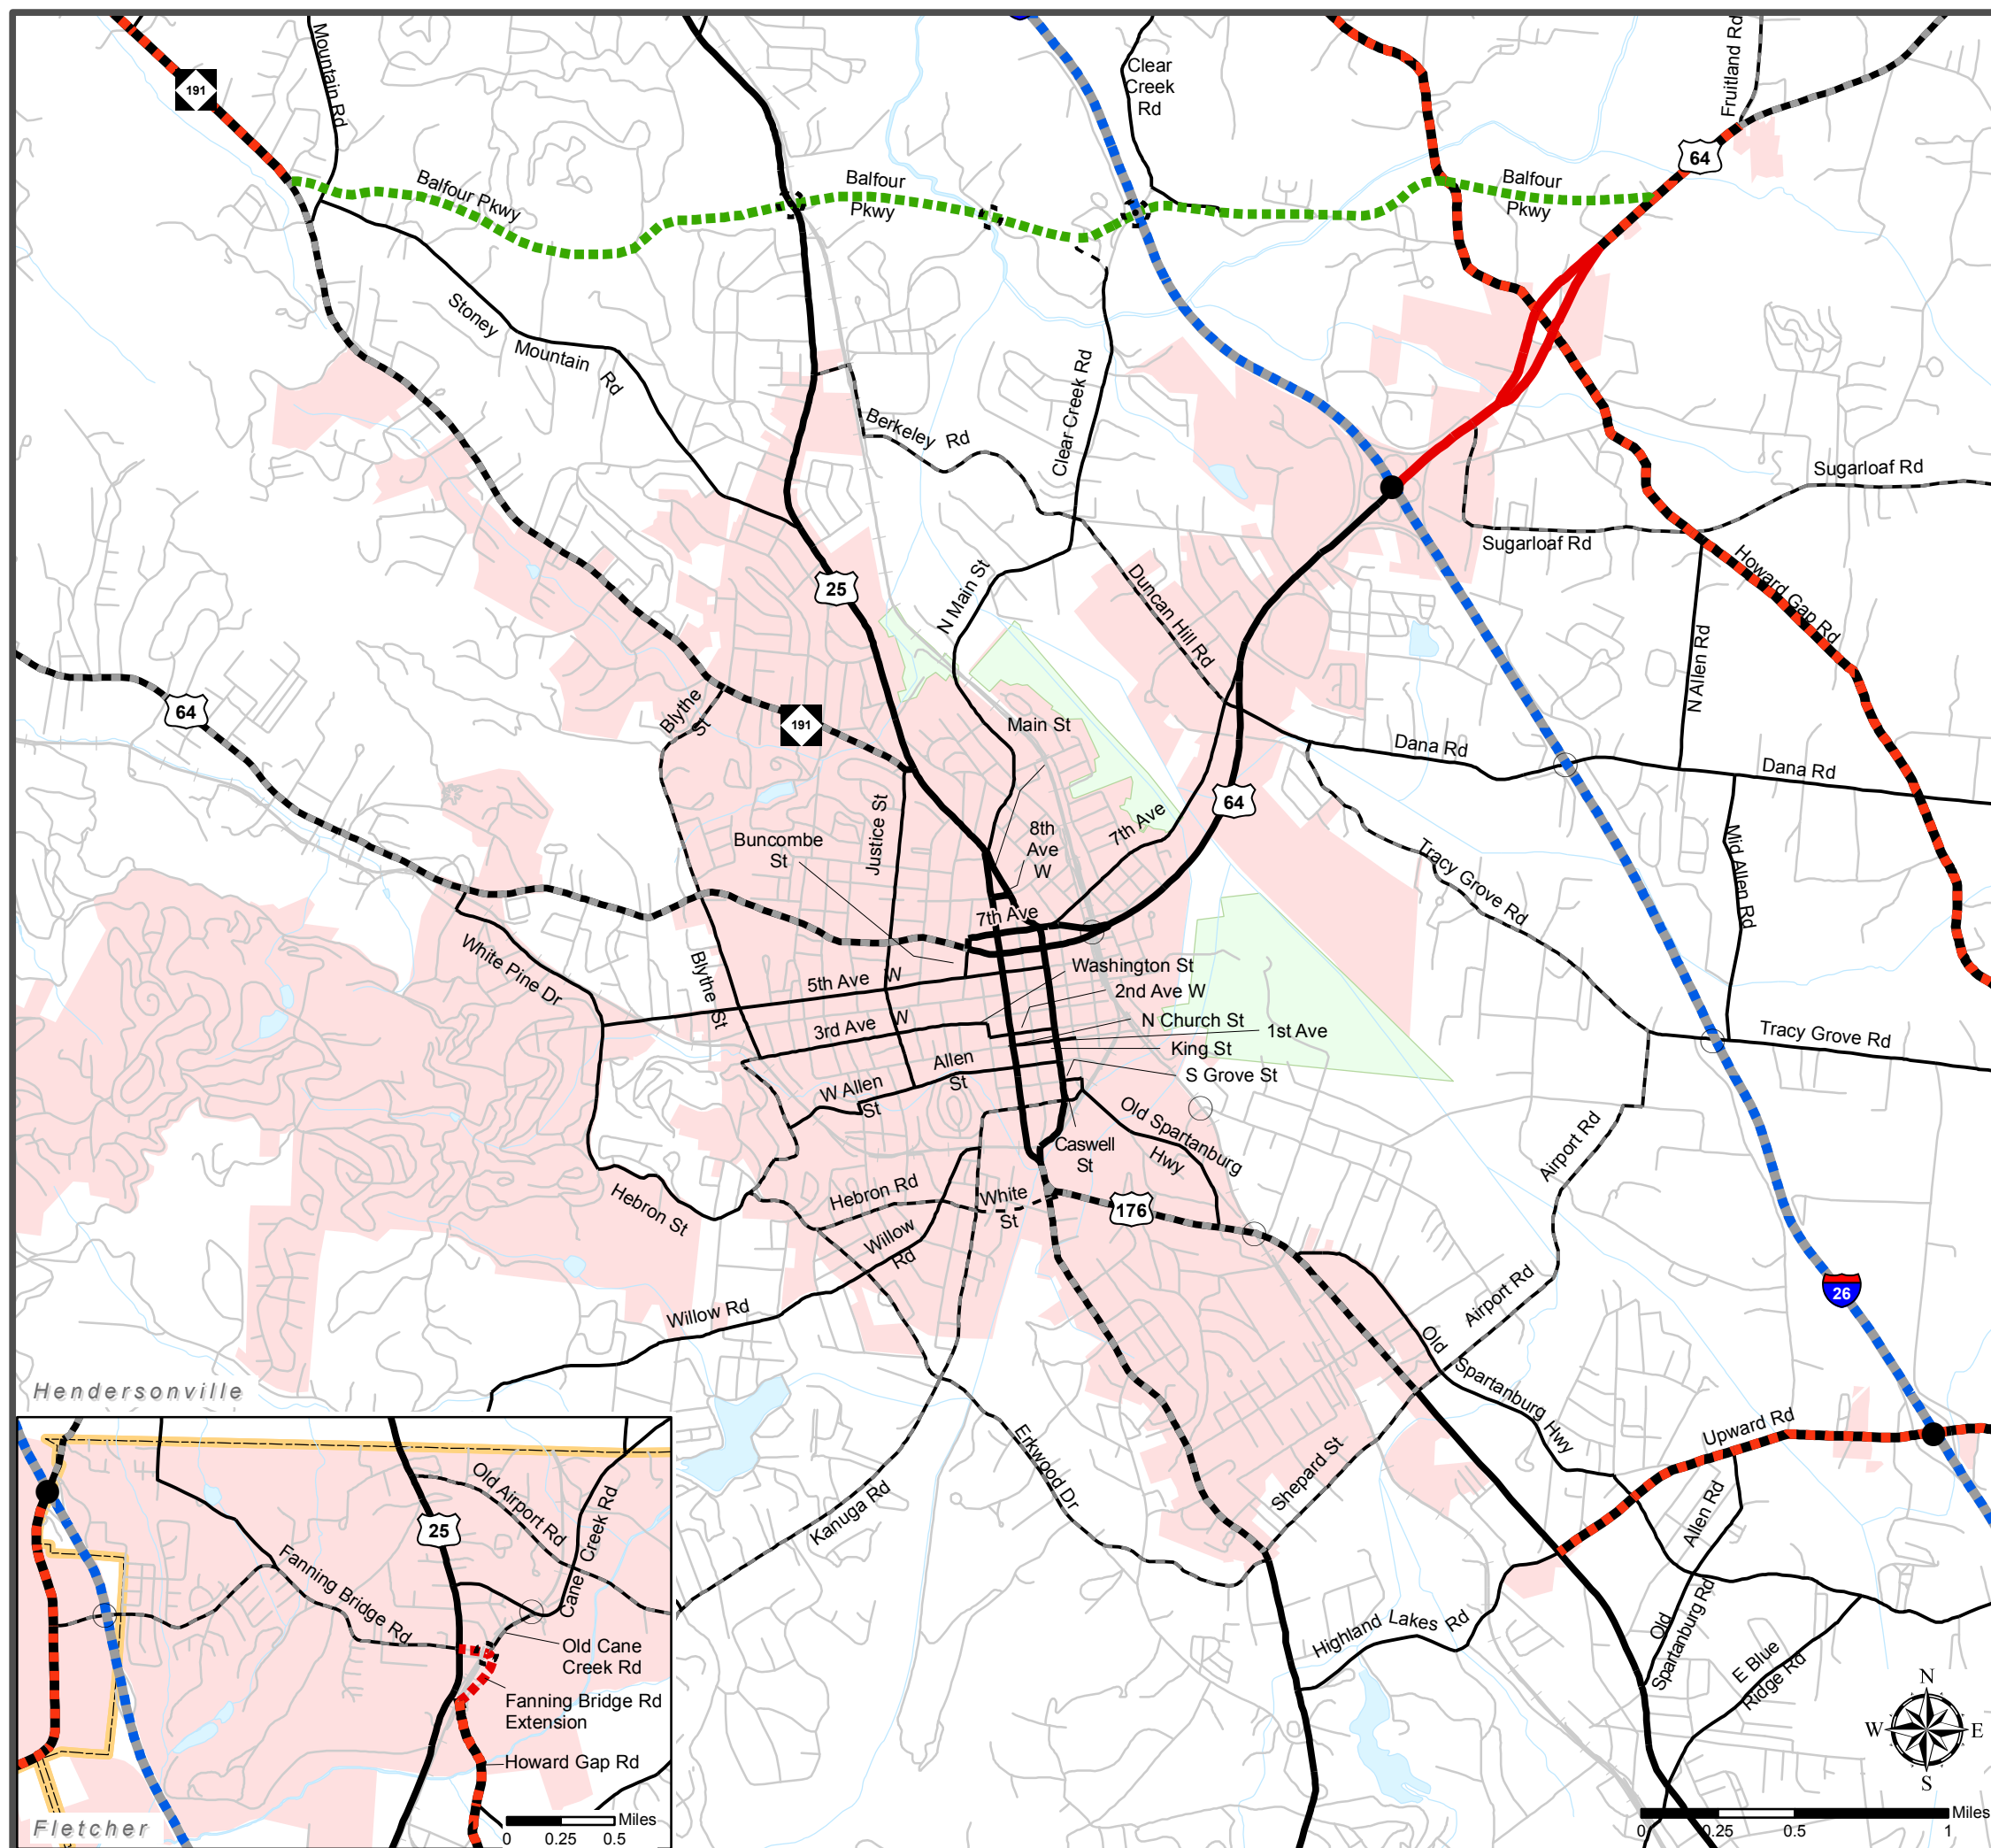 Mountain Rd
191
Clear
Creek
Rd
Fruitland Rd
64
Balfour Pkwy
Balfour
Pkwy
Balfour
Pkwy
Stoney
Mountain
Rd
Clear Creek Rd
Berkeley Rd
Sugarloaf Rd
Sugarloaf Rd
Howard Gap Rd
25
N Main St
Duncan Hill Rd
N Allen Rd
64
Blythe
St
191
Main St
Dana Rd
Dana Rd
64
Justice St
Buncombe
St
8th
Ave
W
7th Ave
Mid Allen Rd
Tracy Grove Rd
7th Ave
White Pine Dr
Blythe St
5th Ave W
Washington St
2nd Ave W
3rd Ave W
N Church St
1st Ave
King St
Tracy Grove Rd
Allen
St
S Grove St
W Allen
St
Old Spartanburg
Hwy
Caswell
St
Airport Rd
Hebron St
Hebron Rd
White
St
176
Willow
Rd
26
Airport Rd
Willow Rd
Old Spartanburg Hwy
Hendersonville
Upward Rd
Erkwood Dr
Shepard St
Kanuga Rd
Allen Rd
Highland Lakes Rd
Old
Spartanburg Rd
E Blue
Ridge Rd
N
W
E
S
Miles
0
0.25
0.5
1
Old Airport Rd
25
Cane Creek Rd
Fanning Bridge Rd
Old Cane
Creek Rd
Fanning Bridge Rd
Extension
Howard Gap Rd
Fletcher
Miles
0
0.25
0.5